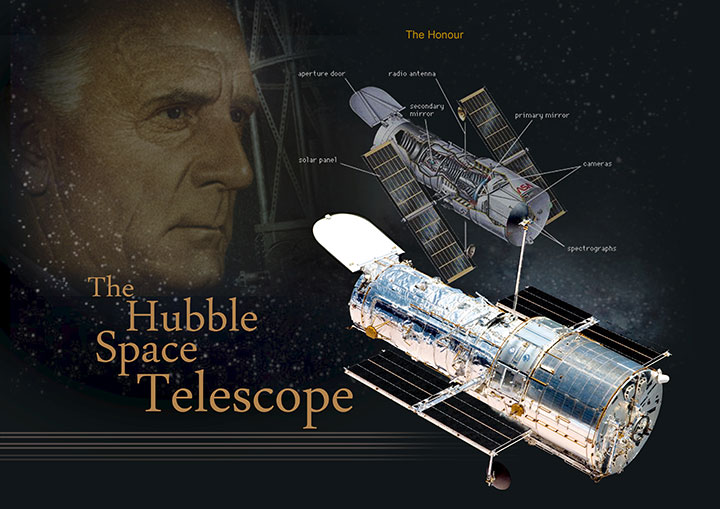 The Honour
aperture door
radio antenna
secondary
mirror
primary mirror
solar panel
cameras
spectrographs
The
Hubble
Space
Telescope